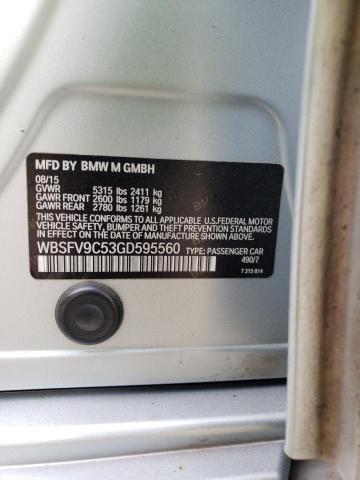 MFD BY BMW M GMBH
08/15
GVWR 5315 lbs 2411 kg
GAWR FRONT 2600 lbs 1179 kg
GAWR REAR 2780 lbs 1261 kg
THIS VEHICLE CONFORMS TO ALL APPLICABLE U.S.FEDERAL MOTOR
VEHICLE SAFETY, BUMPER AND THEFT PREVENTION STANDARDS
IN EFFECT ON THE DATE OF MANUFACTURE SHOWN ABOVE.
WBSFV9C53GD595560 TYPE: PASSENGER CAR
490/7
7 315 814